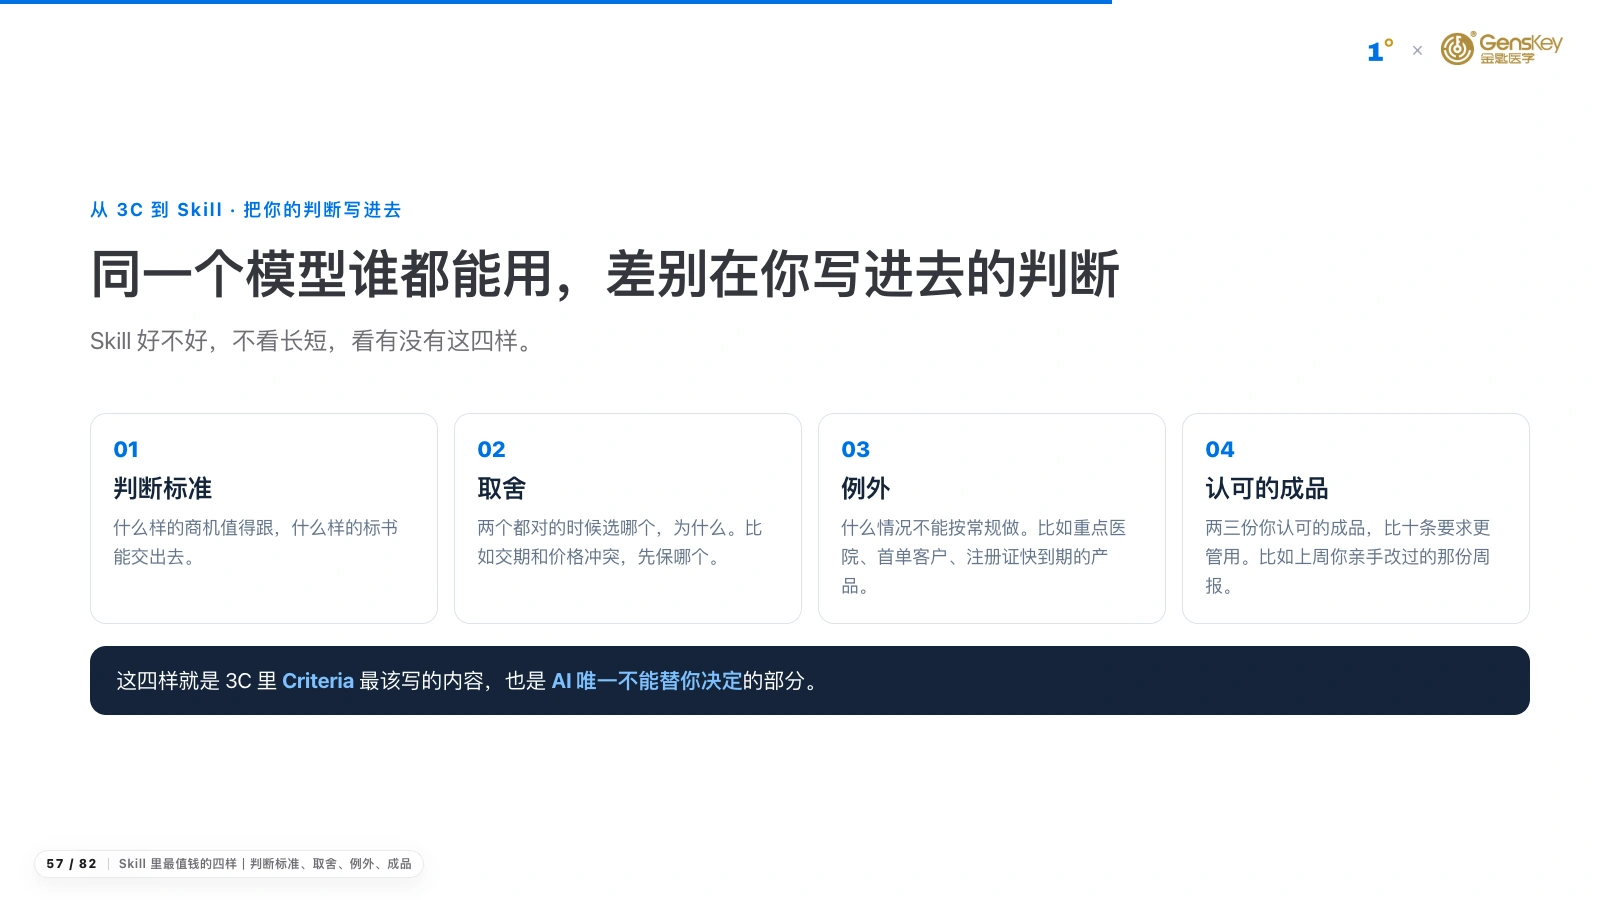 1° × GensKey®
金匙医学
从 3C 到 Skill · 把你的判断写进去
同一个模型谁都能用，差别在你写进去的判断
Skill 好不好，不看长短，看有没有这四样。
01
判断标准
什么样的商机值得跟，什么样的标书
能交出去。
02
取舍
两个都对的时候选哪个，为什么。比
如交期和价格冲突，先保哪个。
03
例外
什么情况不能按常规做。比如重点医
院、首单客户、注册证快到期的产
品。
04
认可的成品
两三份你认可的成品，比十条要求更
管用。比如上周你亲手改过的那份周
报。
这四样就是 3C 里 Criteria 最该写的内容，也是 AI 唯一不能替你决定的部分。
57 / 82 | Skill 里最值钱的四样 | 判断标准、取舍、例外、成品